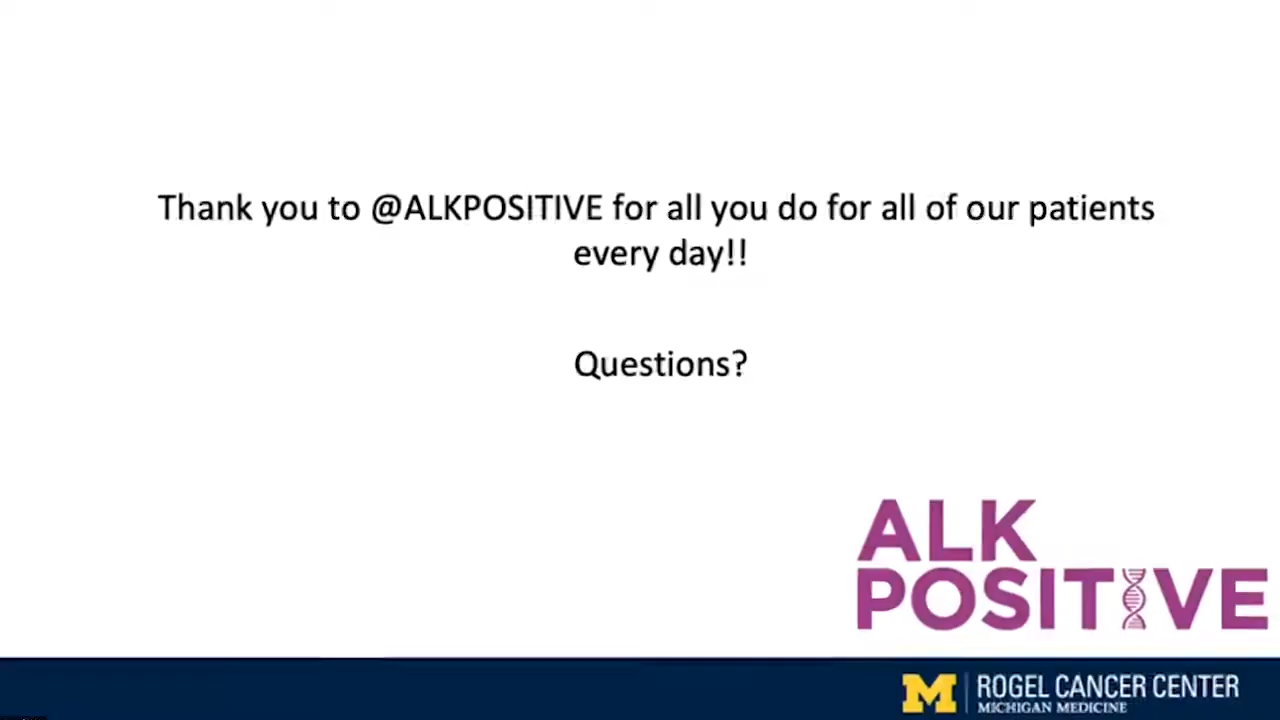 Thank you to @ALKPOSITIVE for all you do for all of our patients
every day!!
Questions?
ALK
POSITIVE
M
ROGEL CANCER CENTER
MICHIGAN MEDICINE